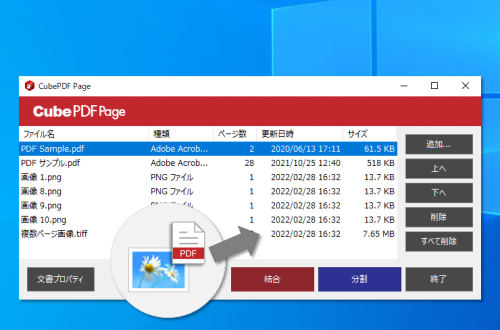 CubePDF Page
CubePDF Page
ファイル名 種類 ページ数 更新日時 サイズ
PDF Sample.pdf Adobe Acrob... 2 2020/06/13 17:11 61.5 KB
PDF サンプル.pdf Adobe Acrob... 28 2021/10/25 12:40 518 KB
画像 1.png PNG ファイル 1 2022/02/28 16:32 13.7 KB
画像 8.png PNG ファイル 1 2022/02/28 16:32 13.7 KB
画像 9.png PNG ファイル 1 2022/02/28 16:32 13.7 KB
画像 10.png PNG ファイル 1 2022/02/28 16:32 13.7 KB
複数ページ画像.tiff 2022/02/28 16:32 7.65 MB
追加...
上へ
下へ
削除
すべて削除
PDF
文書プロパティ 結合 分割 終了